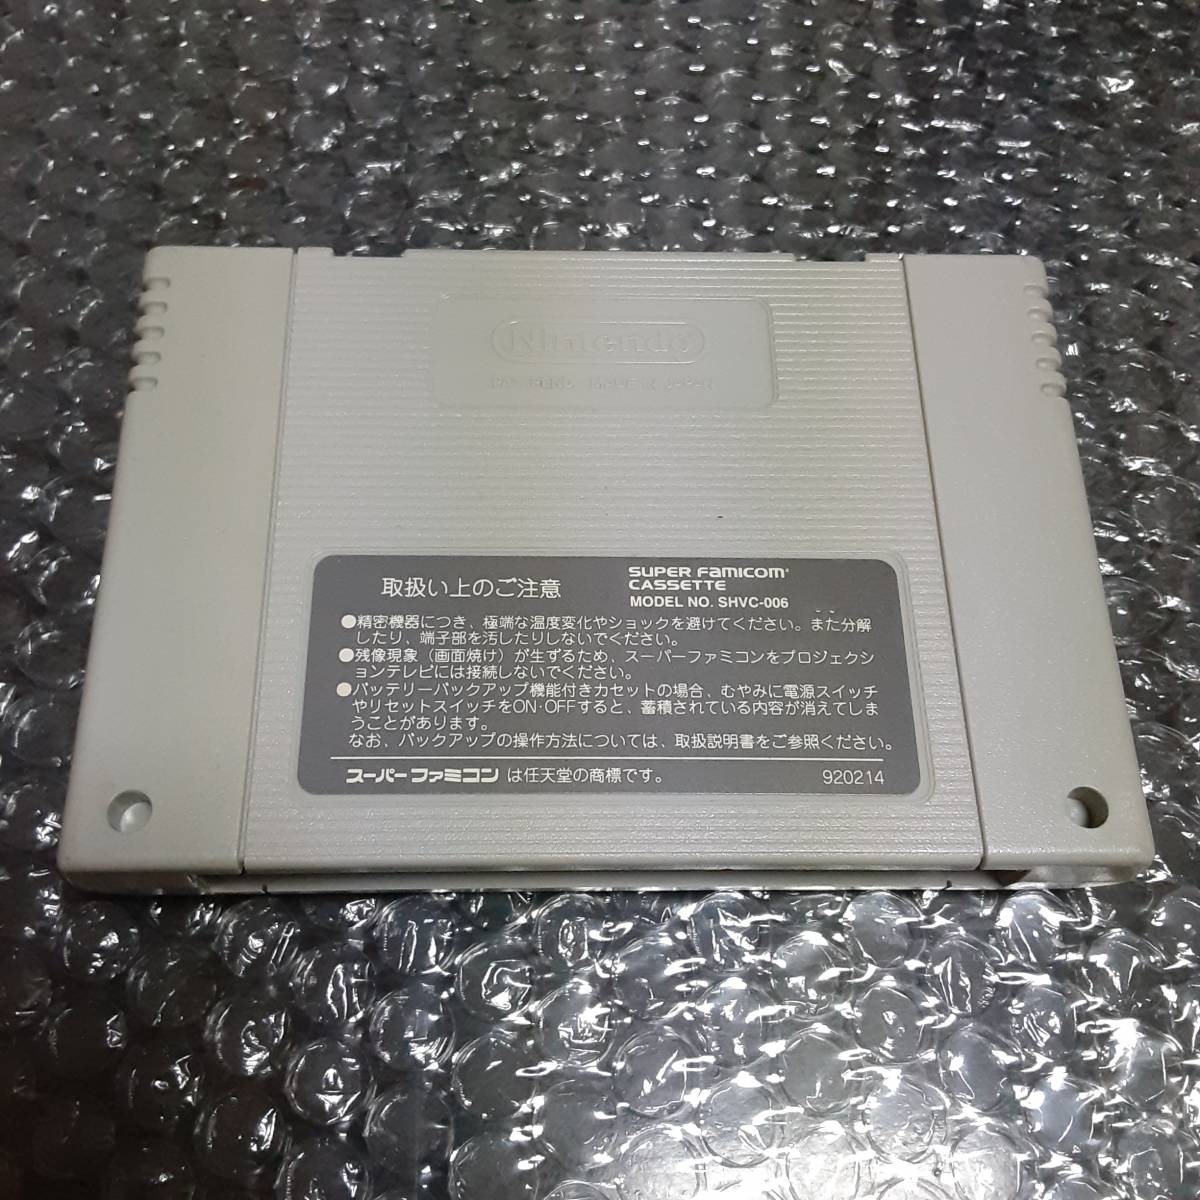 Nintendo
PAT. PEND. MADE IN JAPAN
取扱い上のご注意
SUPER FAMICOM
CASSETTE
MODEL NO. SHVC-006
●精密機器につき、極端な温度変化やショックを避けてください。また分解
したり、端子部を汚したりしないでください。
●残像現象（画面焼け）が生ずるため、スーパーファミコンをプロジェクシ
ョンテレビには接続しないでください。
●バッテリーバックアップ機能付きカセットの場合、むやみに電源スイッチ
やリセットスイッチをON・OFFすると、蓄積されている内容が消えてしま
うことがあります。
なお、バックアップの操作方法については、取扱説明書をご参照ください。
スーパーファミコン は任天堂の商標です。
920214